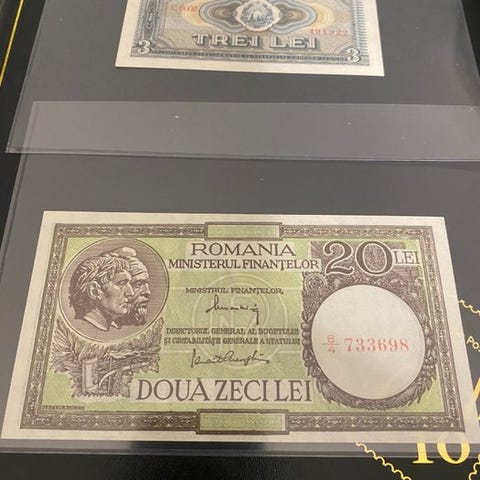 491922
3 TREI LEI 3
ROMANIA
MINISTERUL FINANȚELOR
20 LEI
MINISTRUL FINANȚELOR,
DIRECTORUL GENERAL AL BUGETULUI
ȘI CONTABILITĂȚII GENERALE A STATULUI
B/4 733698
DOUĂ ZECI LEI